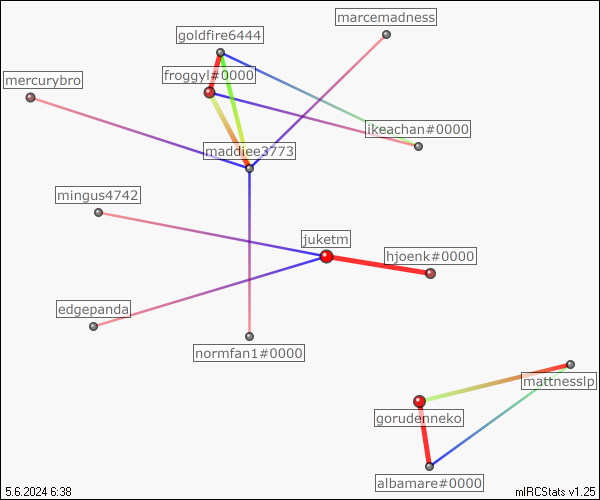 marcemadness
goldfire6444
froggyl#0000
mercurybro
ikeachan#0000
maddiee3773
mingus4742
juketm
hjoenk#0000
edgepanda
normfan1#0000
mattnesslp
gorudenneko
albamare#0000
5.6.2024 6:38
mIRCStats v1.25